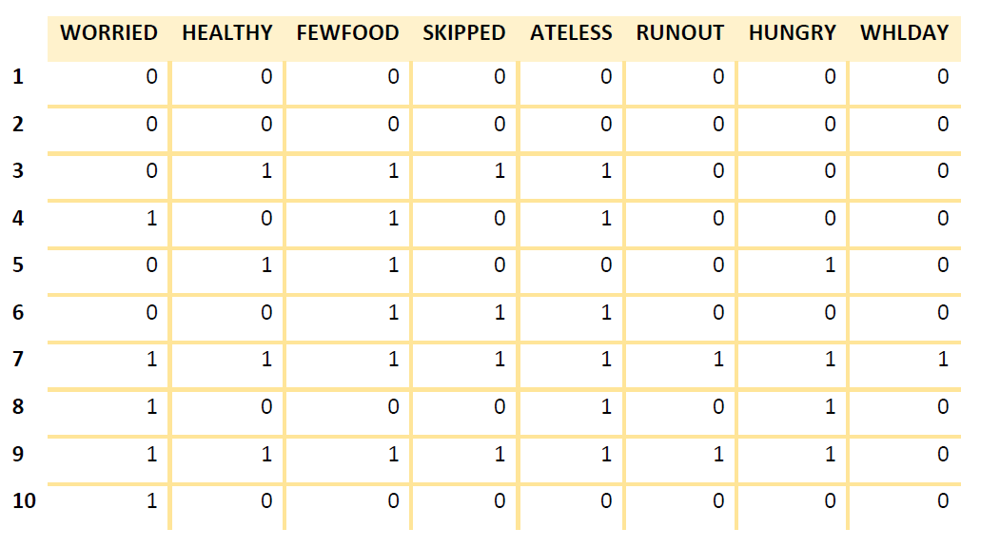 WORRIED HEALTHY FEWFOOD SKIPPED ATELESS RUNOUT HUNGRY WHLDAY
1 0 0 0 0 0 0 0 0
2 0 0 0 0 0 0 0 0
3 0 1 1 1 1 0 0 0
4 1 0 1 0 1 0 0 0
5 0 1 1 0 0 0 1 0
6 0 0 1 1 1 0 0 0
7 1 1 1 1 1 1 1 1
8 1 0 0 0 1 0 1 0
9 1 1 1 1 1 1 1 0
10 1 0 0 0 0 0 0 0